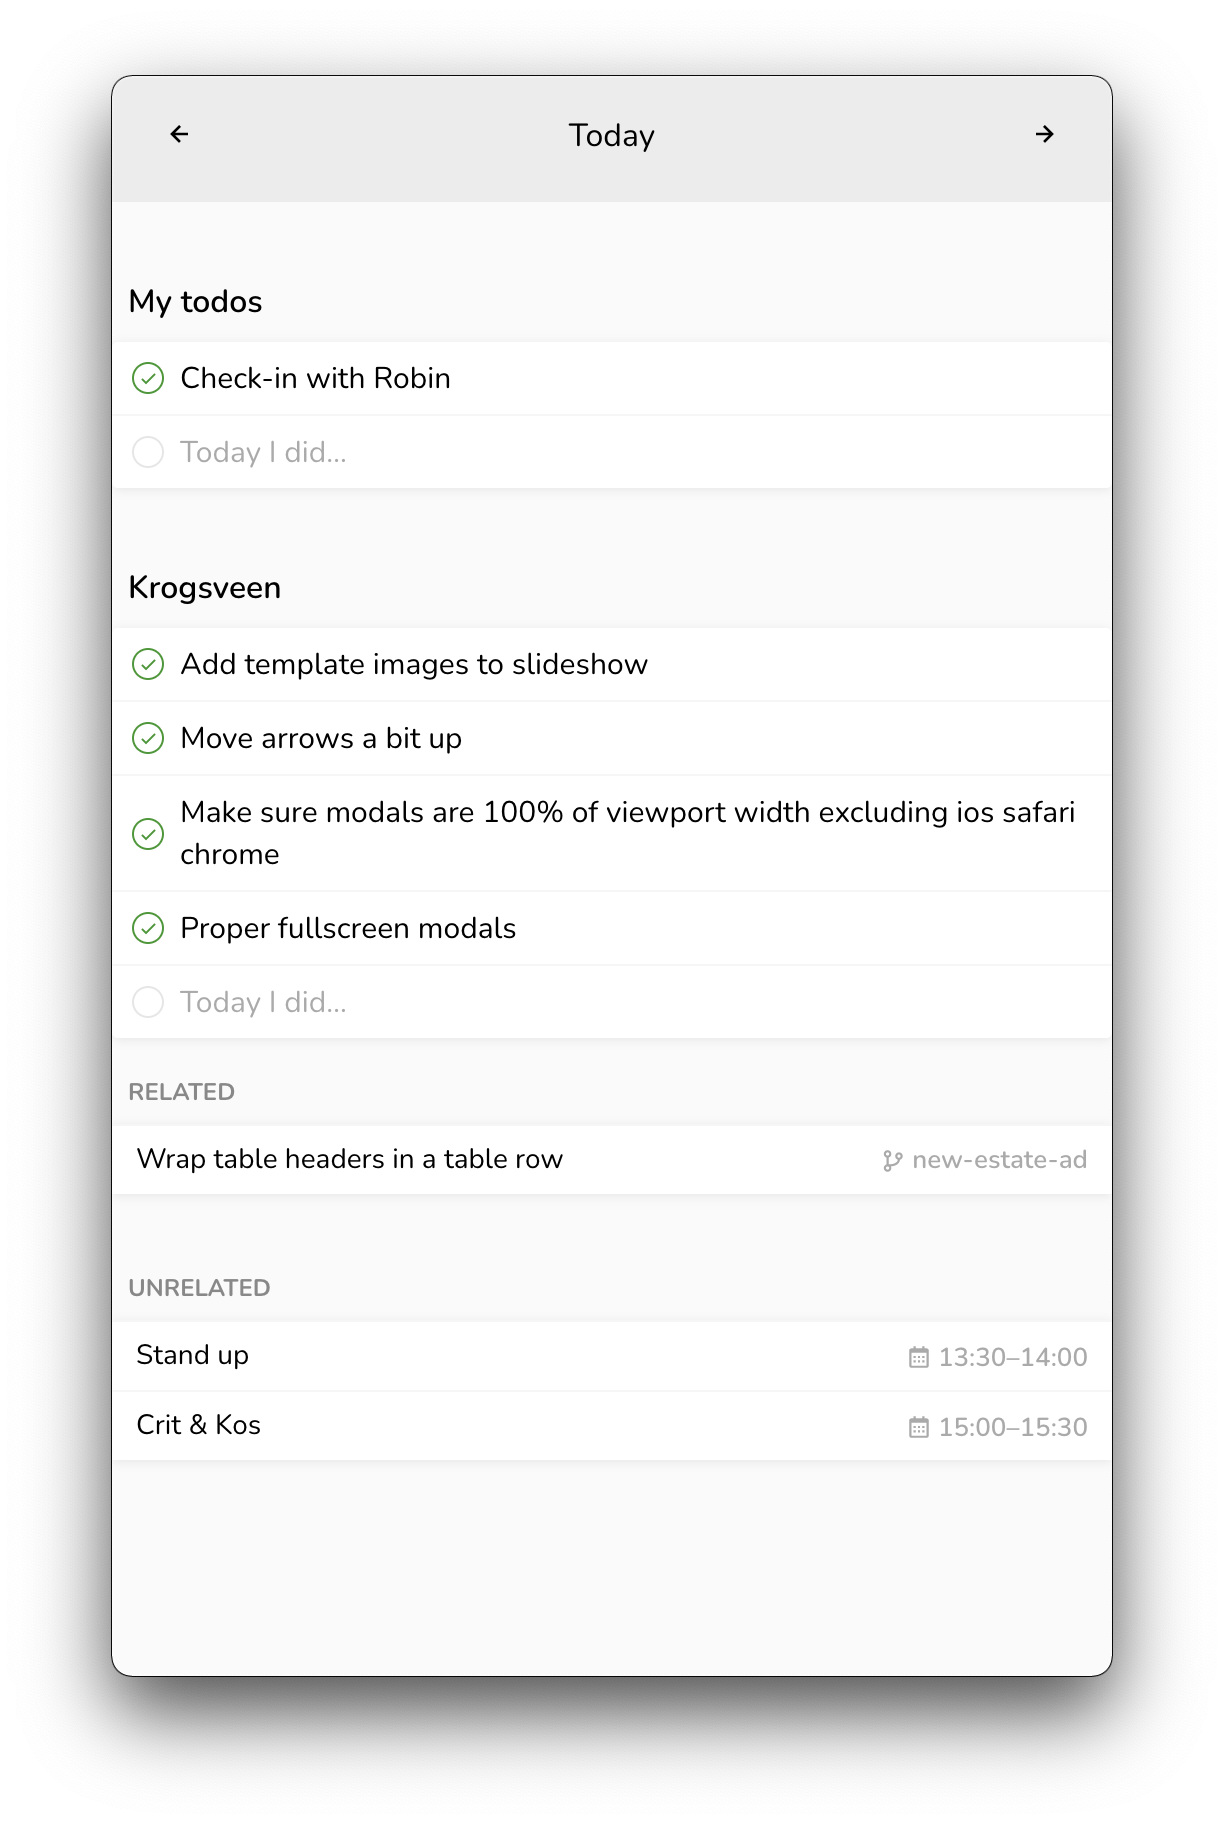 Today
My todos
Check-in with Robin
Today I did...
Krogsveen
Add template images to slideshow
Move arrows a bit up
Make sure modals are 100% of viewport width excluding ios safari
chrome
Proper fullscreen modals
Today I did...
RELATED
Wrap table headers in a table row new-estate-ad
UNRELATED
Stand up 13:30–14:00
Crit & Kos 15:00–15:30